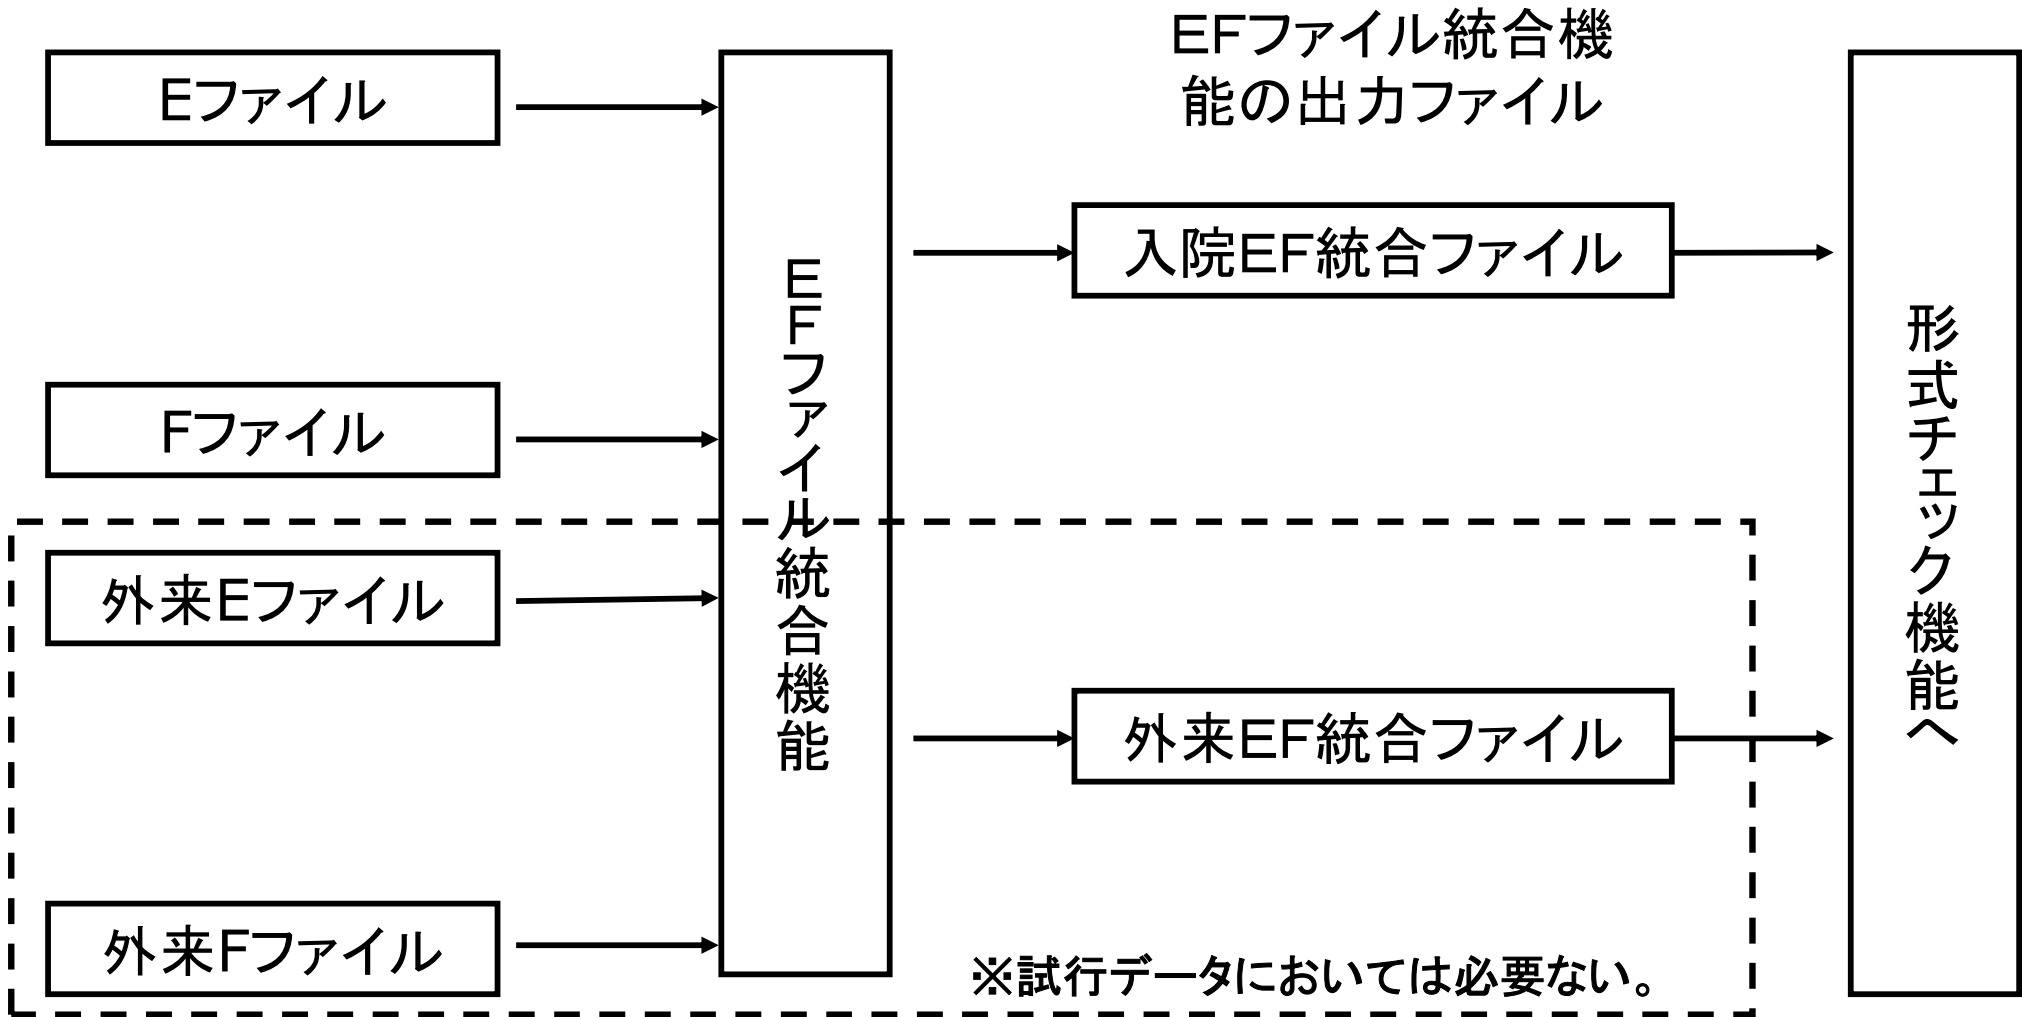 Eファイル
Fファイル
外来Eファイル
外来Fファイル
EFファイル統合機能
EFファイル統合機
能の出力ファイル
入院EF統合ファイル
外来EF統合ファイル
※試行データにおいては必要ない。
形式チェック機能へ